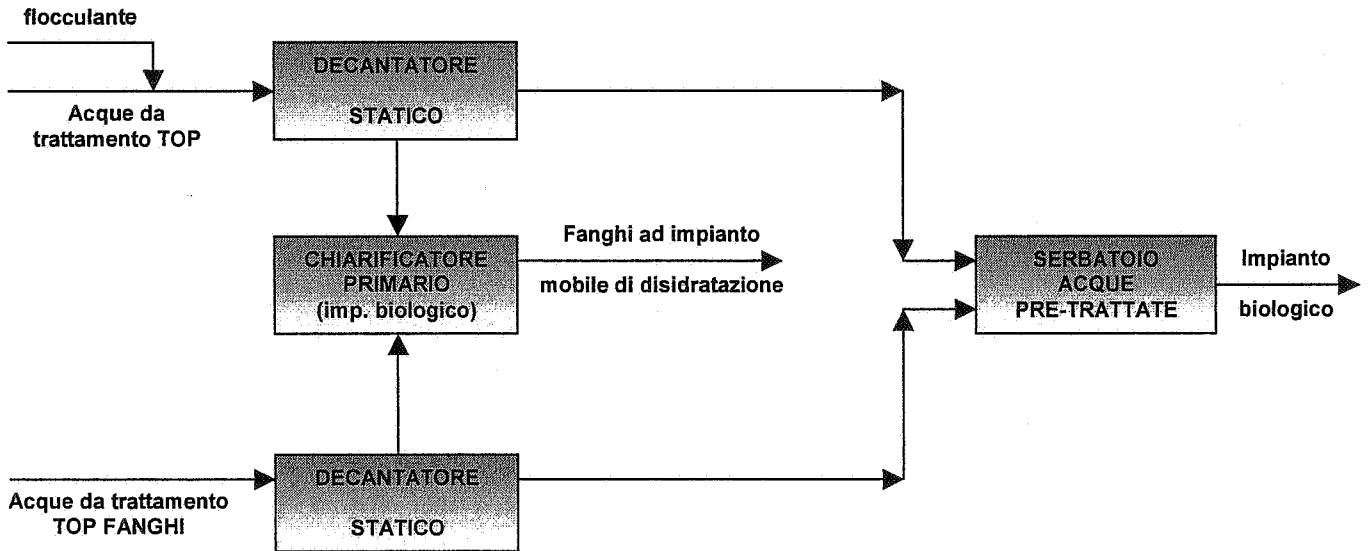 flocculante
DECANTATORE
STATICO
Acque da
trattamento TOP
CHIARIFICATORE
PRIMARIO
(imp. biologico)
Fanghi ad impianto
mobile di disidratazione
SERBATOIO
ACQUE
PRE-TRATTATE
Impianto
biologico
Acque da trattamento
TOP FANGHI
DECANTATORE
STATICO